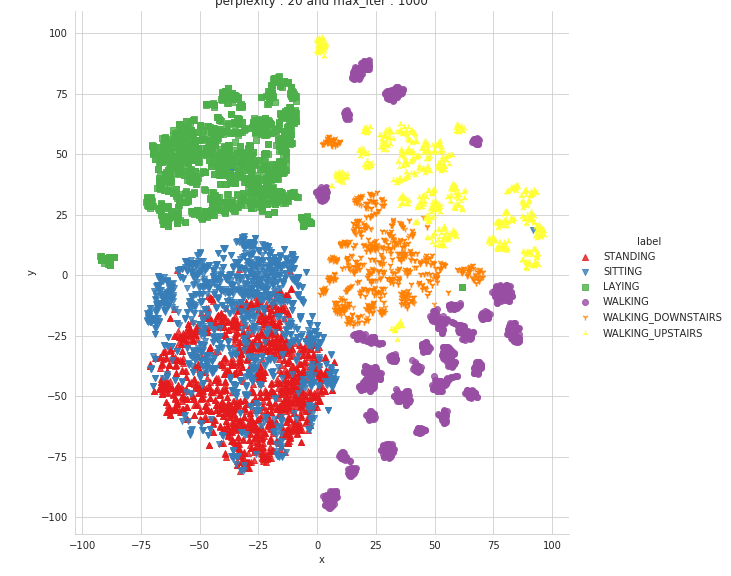 perplexity : 20 and max_iter : 1000
100
75
50
25
0
−25
−50
−75
−100
y
−100
−75
−50
−25
0
25
50
75
100
x
label
STANDING
SITTING
LAYING
WALKING
WALKING_DOWNSTAIRS
WALKING_UPSTAIRS